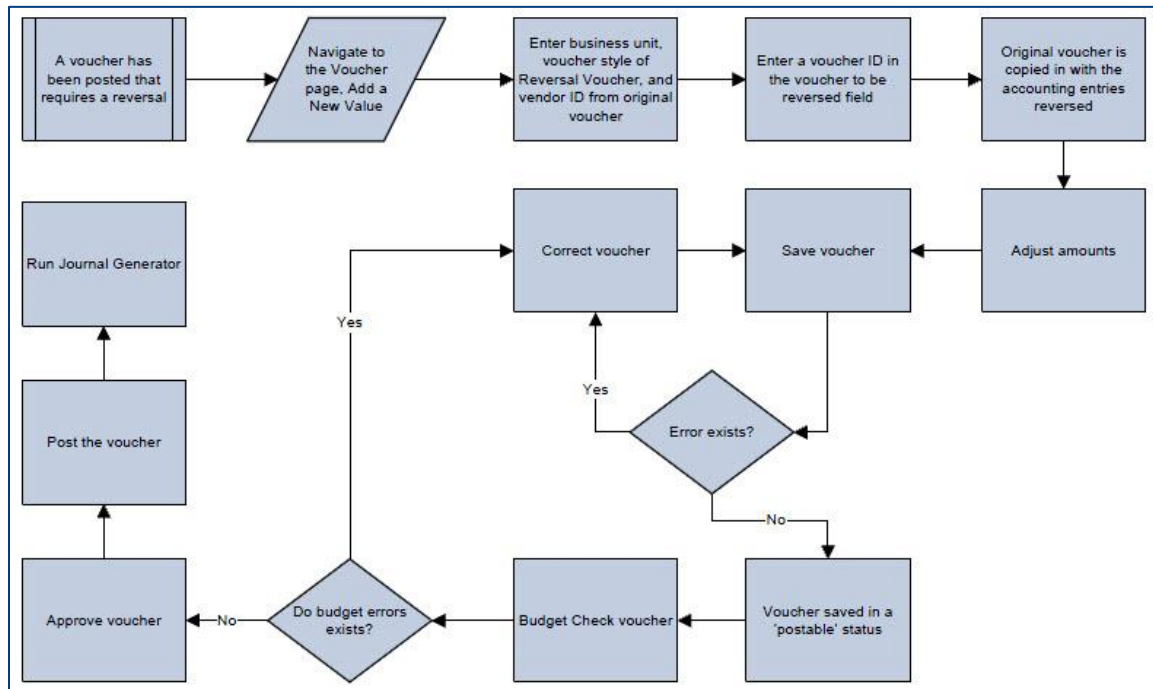 A voucher has
been posted that
requires a reversal
Navigate to
the Voucher
page, Add a
New Value
Enter business unit,
voucher style of
Reversal Voucher, and
vendor ID from original
voucher
Enter a voucher ID in
the voucher to be
reversed field
Original voucher is
copied in with the
accounting entries
reversed
Adjust amounts
Save voucher
Correct voucher
Error exists?
Yes
No
Voucher saved in a
'postable' status
Budget Check voucher
Do budget errors
exists?
Yes
No
Approve voucher
Post the voucher
Run Journal Generator